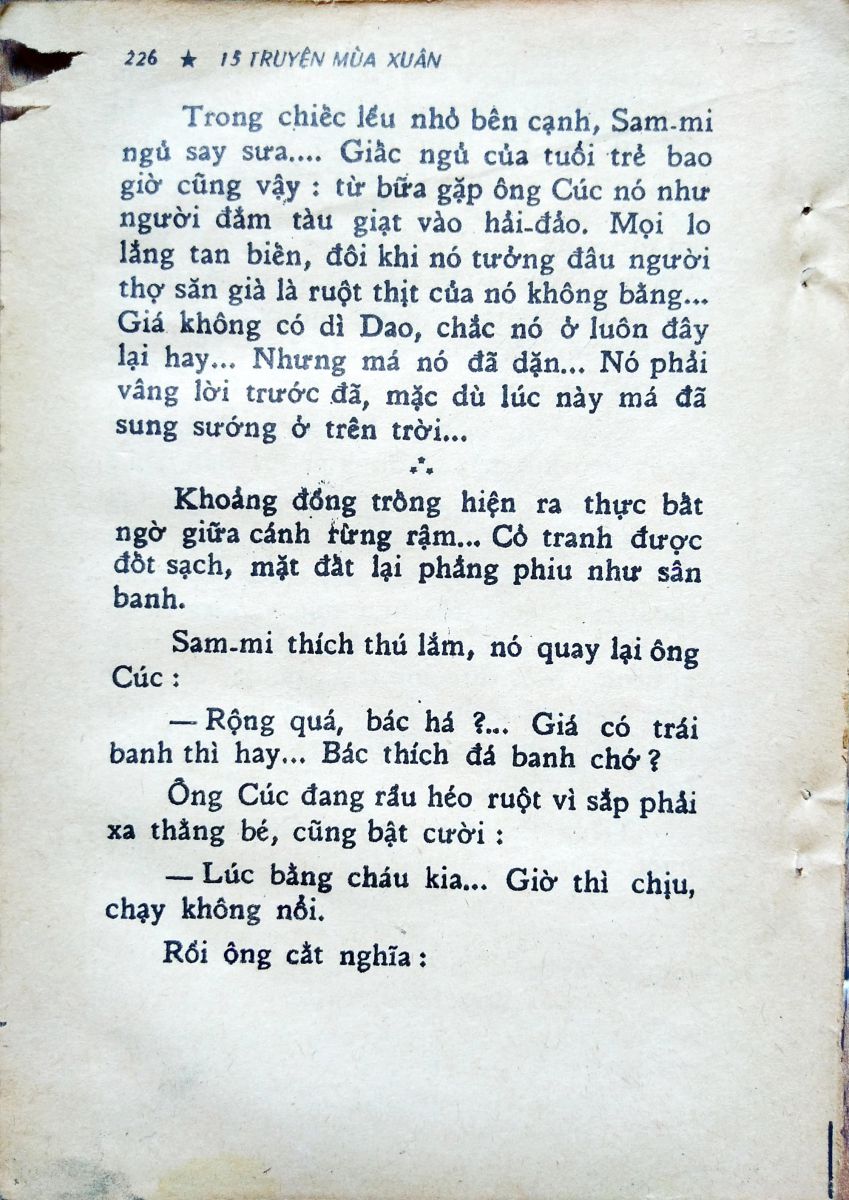 226 ★ 15 TRUYỆN MÙA XUÂN
Trong chiếc lều nhỏ bên cạnh, Sam-mi
ngủ say sưa.... Giấc ngủ của tuổi trẻ bao
giờ cũng vậy : từ bữa gặp ông Cúc nó như
người đắm tàu giạt vào hải-đảo. Mọi lo
lắng tan biến, đôi khi nó tưởng đâu người
thợ săn già là ruột thịt của nó không bằng...
Giá không có dì Dao, chắc nó ở luôn đây
lại hay... Nhưng má nó đã dặn... Nó phải
vâng lời trước đã, mặc dù lúc này má đã
sung sướng ở trên trời...
***
Khoảng đồng trồng hiện ra thực bất
ngờ giữa cánh rừng rậm... Cỏ tranh được
đốt sạch, mặt đất lại phẳng phiu như sân
banh.
Sam-mi thích thú lắm, nó quay lại ông
Cúc :
— Rộng quá, bác há ?... Giá có trái
banh thì hay... Bác thích đá banh chớ ?
Ông Cúc đang rầu héo ruột vì sắp phải
xa thằng bé, cũng bật cười :
— Lúc bằng cháu kia... Giờ thì chịu,
chạy không nổi.
Rồi ông cắt nghĩa :